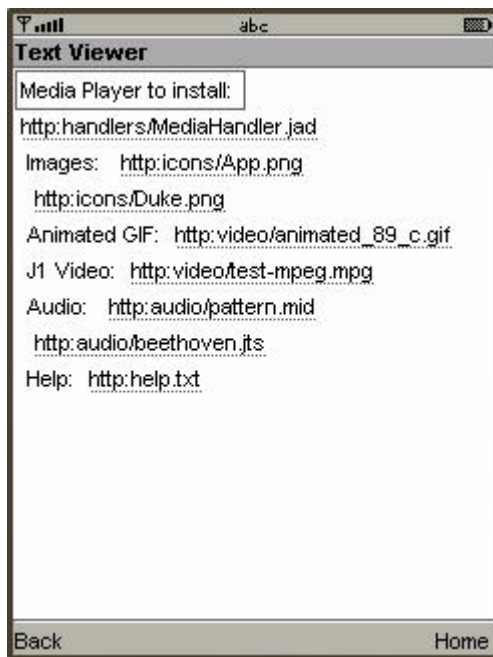 abc
Text Viewer
Media Player to install:
http:handlers/MediaHandler.jad
Images: http:icons/App.png
http:icons/Duke.png
Animated GIF: http:video/animated_89_c.gif
J1 Video: http:video/test-mpeg.mpg
Audio: http:audio/pattern.mid
http:audio/beethoven.jts
Help: http:help.txt
Back Home